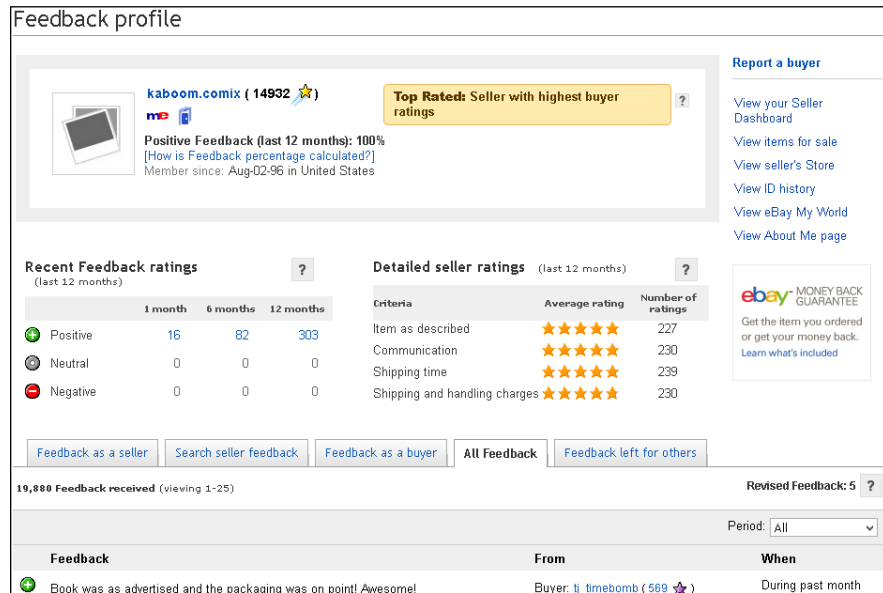 Feedback profile
kaboom.comix ( 14932 )
me
Positive Feedback (last 12 months): 100%
[How is Feedback percentage calculated?]
Member since: Aug-02-96 in United States
Top Rated: Seller with highest buyer
ratings
?
Report a buyer
View your Seller
Dashboard
View items for sale
View seller's Store
View ID history
View eBay My World
View About Me page
Recent Feedback ratings
(last 12 months)
?
1 month 6 months 12 months
Positive 16 82 303
Neutral 0 0 0
Negative 0 0 0
Detailed seller ratings (last 12 months)
?
Criteria Average rating Number of
ratings
Item as described 227
Communication 230
Shipping time 239
Shipping and handling charges 230
ebay MONEY BACK
GUARANTEE
Get the item you ordered
or get your money back.
Learn what's included
Feedback as a seller Search seller feedback Feedback as a buyer All Feedback Feedback left for others
19,880 Feedback received (viewing 1-25)
Revised Feedback: 5 ?
Period: All
Feedback From When
Book was as advertised and the packaging was on point! Awesome! Buyer: tj_timebomb ( 569 ) During past month